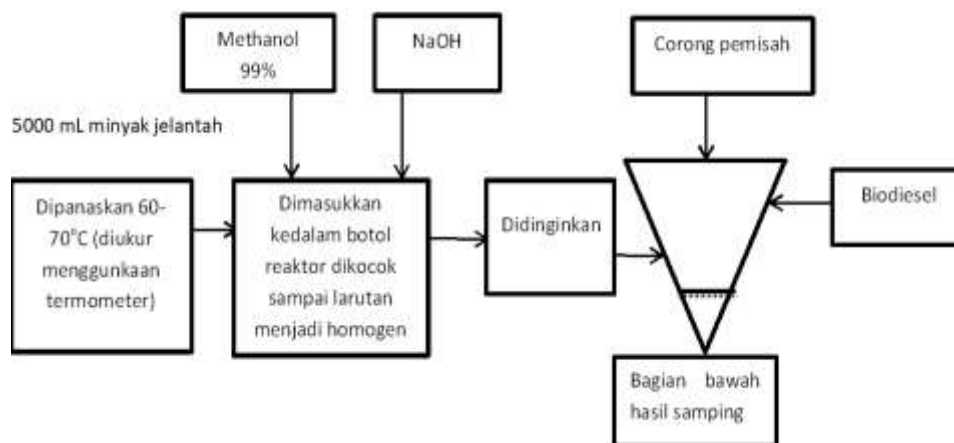 Methanol
99%
NaOH
Corong pemisah
5000 mL minyak jelantah
Dipanaskan 60-
70°C (diukur
menggunkaan
termometer)
Dimasukkan
kedalam botol
reaktor dikocok
sampai larutan
menjadi homogen
Didinginkan
Biodiesel
Bagian bawah
hasil samping